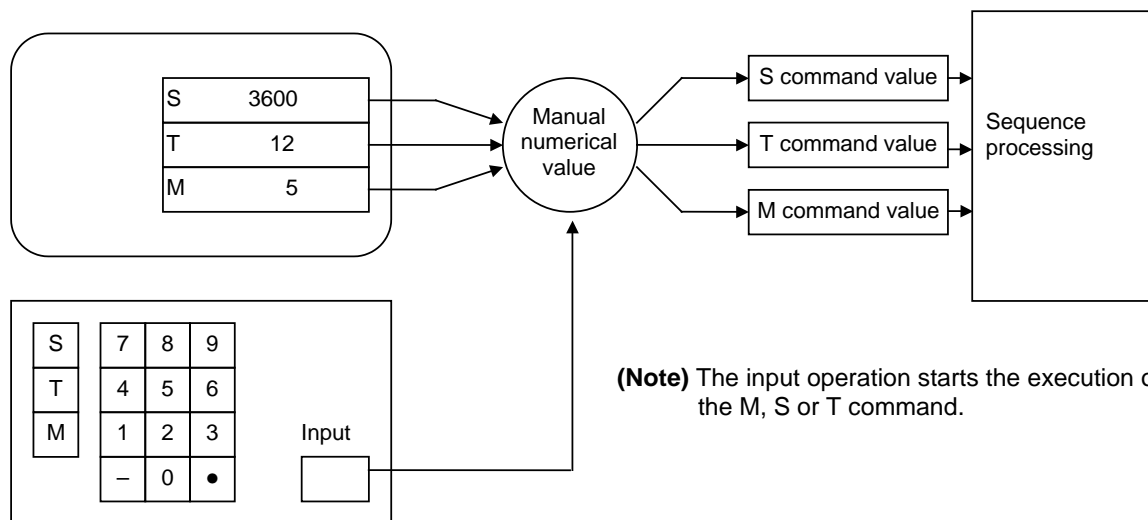 S 3600
T 12
M 5
Manual
numerical
value
S command value
T command value
M command value
Sequence
processing
S 7 8 9
T 4 5 6
M 1 2 3
– 0 •
Input
(Note) The input operation starts the execution
the M, S or T command.